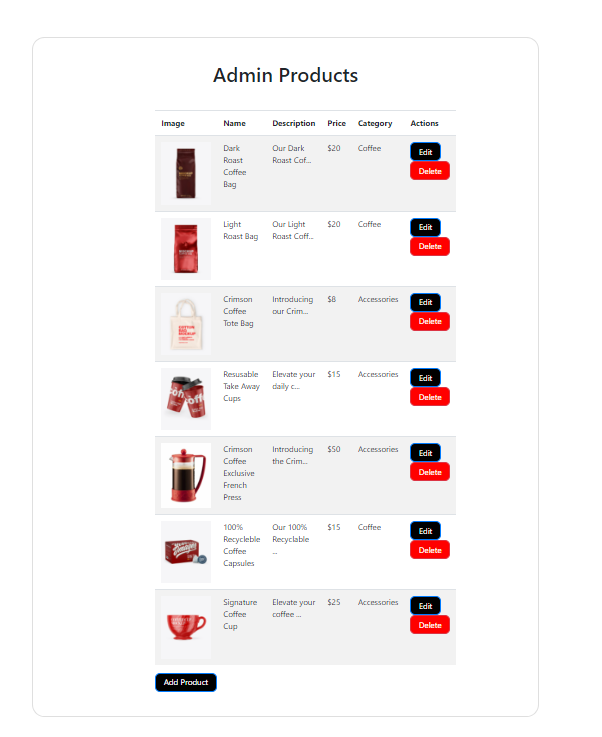 Admin Products
Image Name Description Price Category Actions
Dark Our Dark $20 Coffee Edit
Roast Roast Cof... Delete
Coffee
Bag
Light Our Light $20 Coffee Edit
Roast Bag Roast Coff... Delete
Crimson Introducing $8 Accessories Edit
Coffee our Crim... Delete
Tote Bag
Resusable Elevate your $15 Accessories Edit
Take Away daily c... Delete
Cups
Crimson Introducing $50 Accessories Edit
Coffee the Crim... Delete
Exclusive
French
Press
100% Our 100% $15 Coffee Edit
Recycleble Recyclable Delete
Coffee ...
Capsules
Signature Elevate your $25 Accessories Edit
Coffee coffee ... Delete
Cup
Add Product